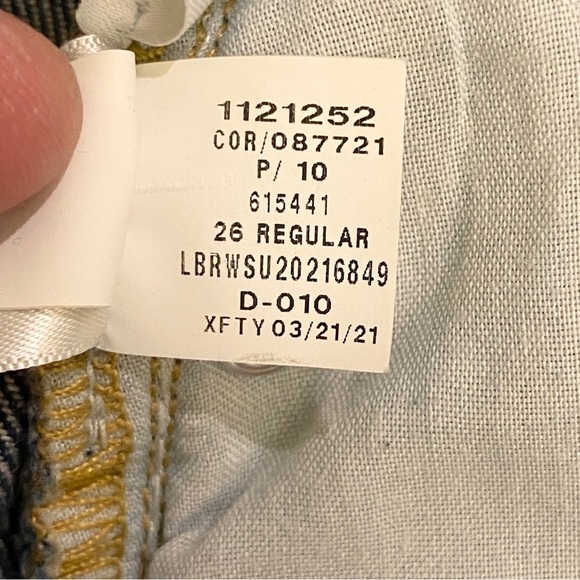 1121252
COR/087721
P/ 10
615441
26 REGULAR
LBRWSU20216849
D-010
XFTY 03/21/21